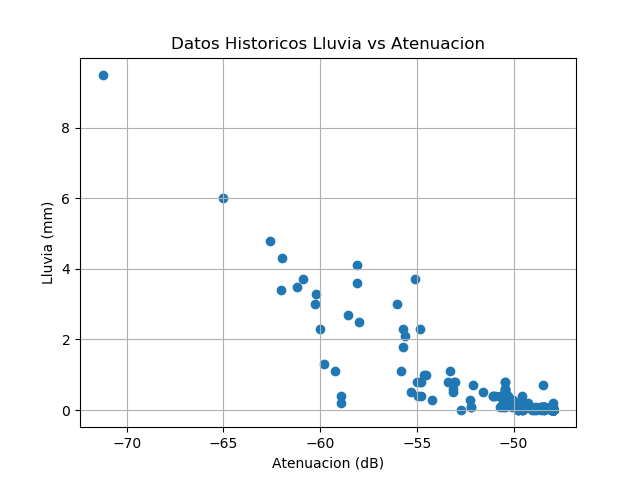 Datos Historicos Lluvia vs Atenuacion
Lluvia (mm)
8
6
4
2
0
−70 −65 −60 −55 −50
Atenuacion (dB)